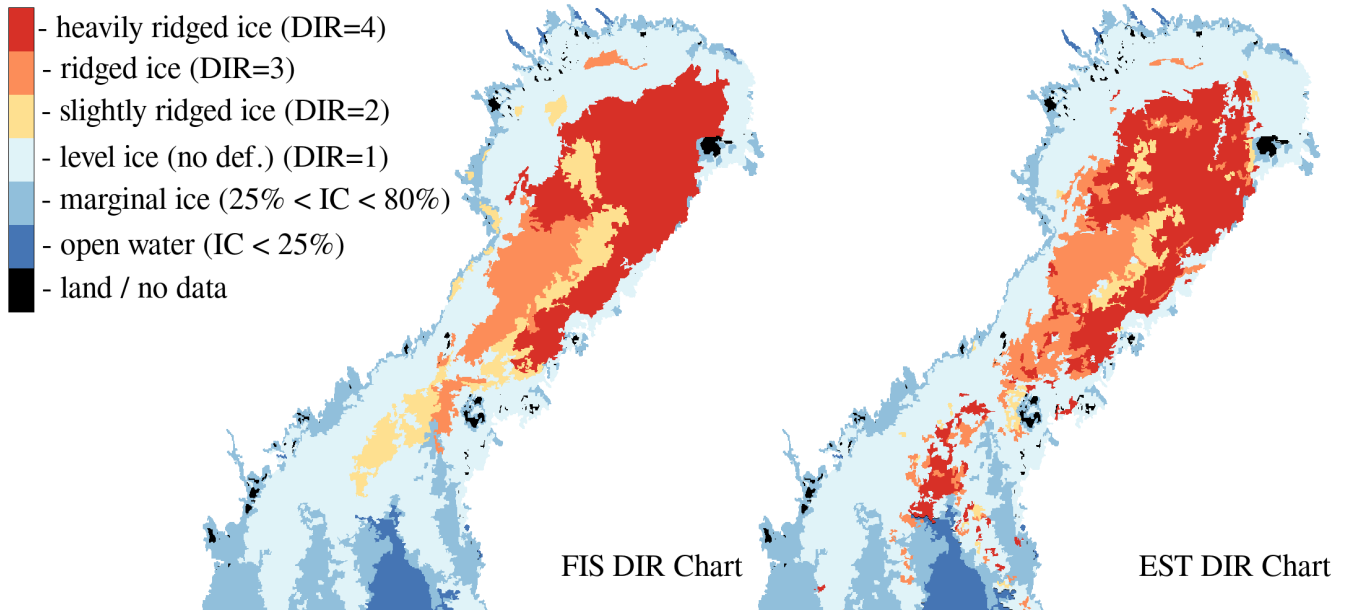 - heavily ridged ice (DIR=4)
- ridged ice (DIR=3)
- slightly ridged ice (DIR=2)
- level ice (no def.) (DIR=1)
- marginal ice (25% < IC < 80%)
- open water (IC < 25%)
- land / no data
FIS DIR Chart
EST DIR Chart